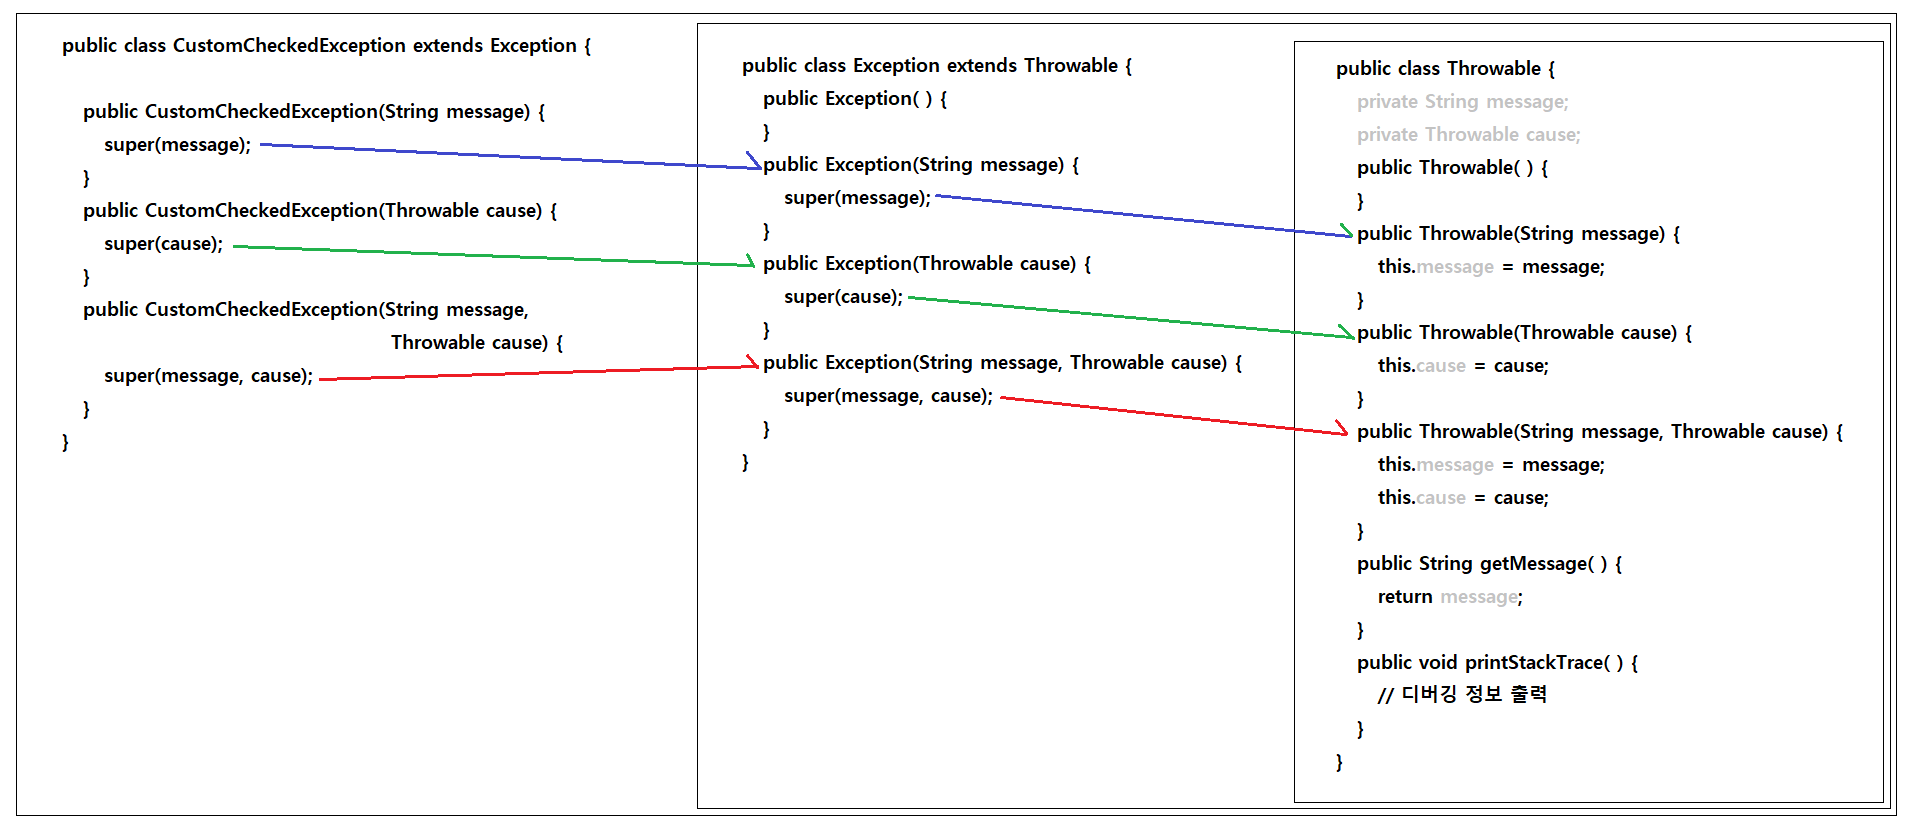 public class CustomCheckedException extends Exception {
public CustomCheckedException(String message) {
super(message);
}
public CustomCheckedException(Throwable cause) {
super(cause);
}
public CustomCheckedException(String message,
Throwable cause) {
super(message, cause);
}
}
public class Exception extends Throwable {
public Exception( ) {
}
public Exception(String message) {
super(message);
}
public Exception(Throwable cause) {
super(cause);
}
public Exception(String message, Throwable cause) {
super(message, cause);
}
}
public class Throwable {
private String message;
private Throwable cause;
public Throwable( ) {
}
public Throwable(String message) {
this.message = message;
}
public Throwable(Throwable cause) {
this.cause = cause;
}
public Throwable(String message, Throwable cause) {
this.message = message;
this.cause = cause;
}
public String getMessage( ) {
return message;
}
public void printStackTrace( ) {
// 디버깅 정보 출력
}
}